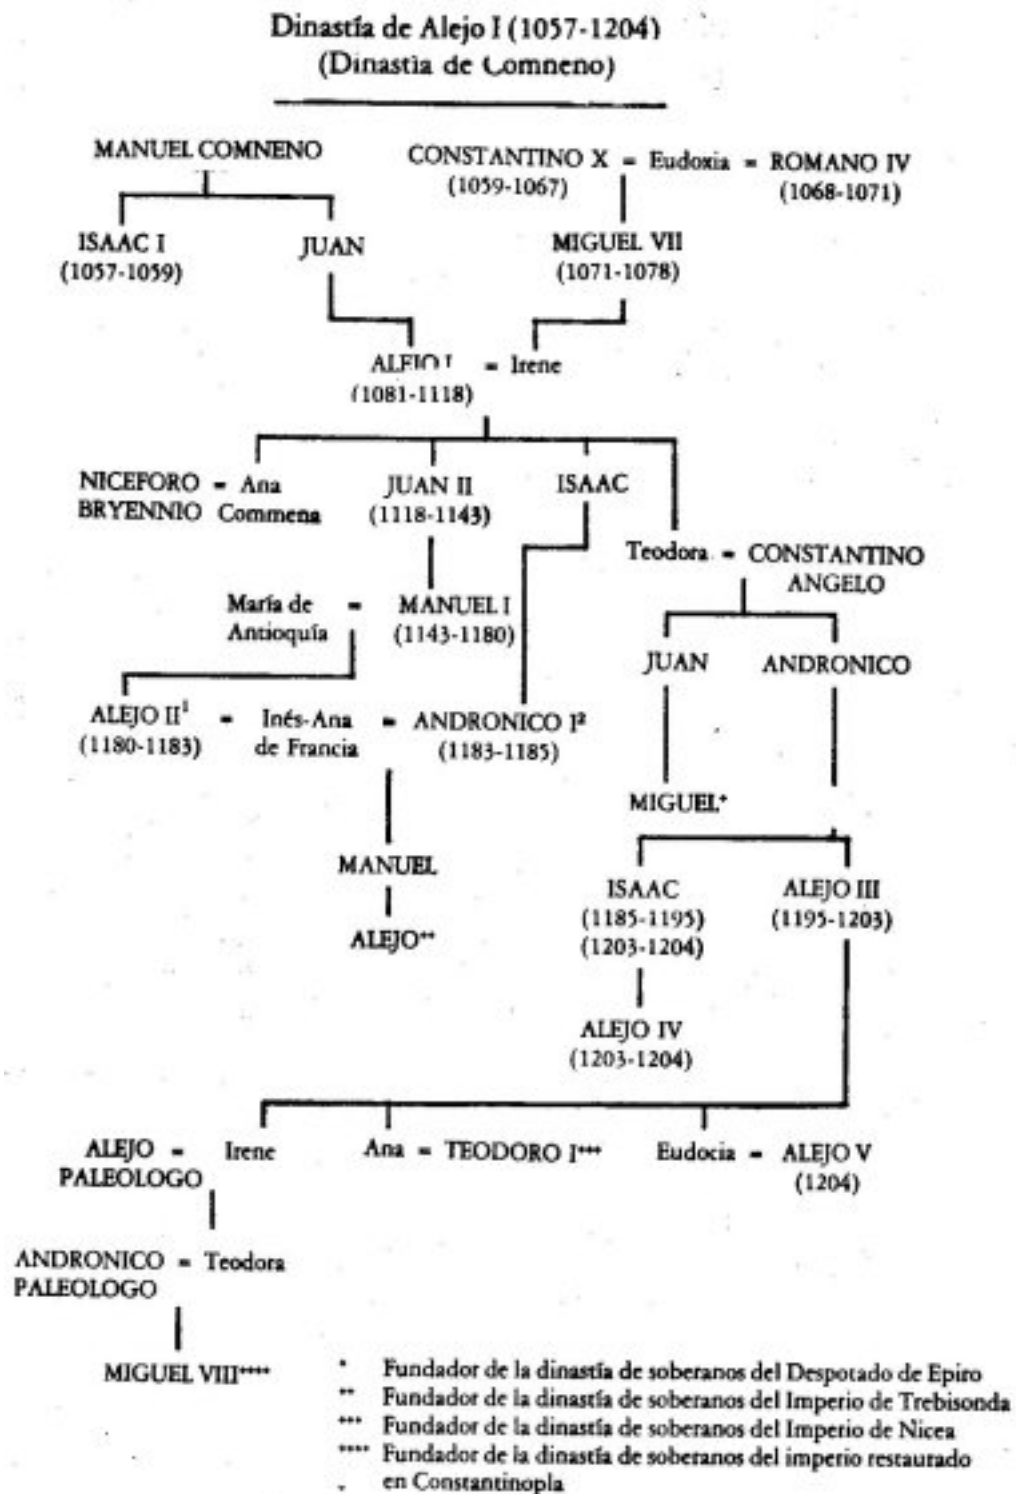 Dinastía de Alejo I (1057-1204)
(Dinastia de Comneno)
MANUEL COMNENO
CONSTANTINO X = Eudoxia = ROMANO IV
(1059-1067)
(1068-1071)
ISAAC I
(1057-1059)
JUAN
MIGUEL VII
(1071-1078)
ALEJO I = Irene
(1081-1118)
NICEFORO = Ana
BRYENNIO Commena
JUAN II
(1118-1143)
ISAAC
Teodora = CONSTANTINO
ANGELO
María de = MANUEL I
Antioquía (1143-1180)
JUAN
ANDRONICO
ALEJO II¹ = Inés-Ana = ANDRONICO I²
(1180-1183) de Francia (1183-1185)
MIGUEL*
MANUEL
ISAAC
(1185-1195)
(1203-1204)
ALEJO III
(1195-1203)
ALEJO**
ALEJO IV
(1203-1204)
ALEJO = Irene
PALEOLOGO
Ana = TEODORO I***
Eudocia = ALEJO V
(1204)
ANDRONICO = Teodora
PALEOLOGO
MIGUEL VIII****
* Fundador de la dinastía de soberanos del Despotado de Epiro
** Fundador de la dinastía de soberanos del Imperio de Trebisonda
*** Fundador de la dinastía de soberanos del Imperio de Nicea
**** Fundador de la dinastía de soberanos del imperio restaurado
en Constantinopla